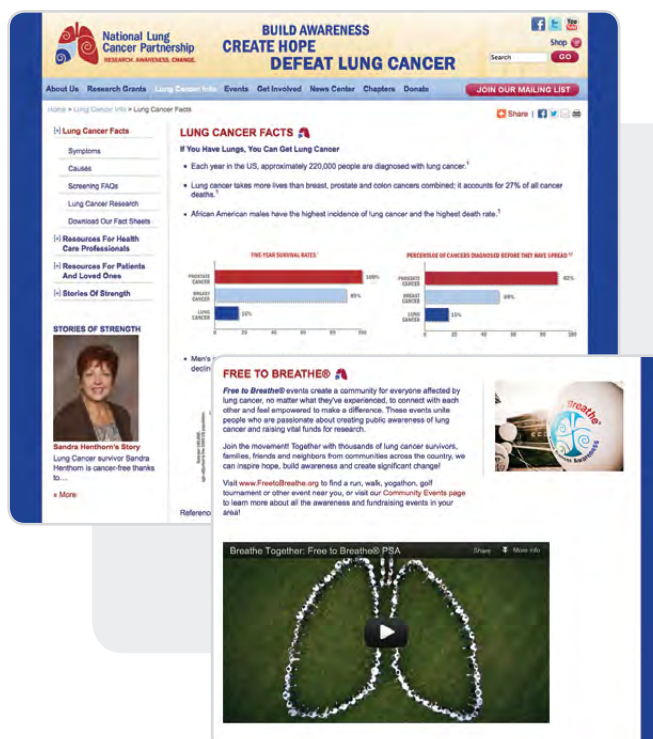 National Lung
Cancer Partnership
RESEARCH. AWARENESS. CHANGE.
BUILD AWARENESS
CREATE HOPE
DEFEAT LUNG CANCER
Shop
Search
GO
About Us Research Grants Lung Cancer Info Events Get Involved News Center Chapters Donate
JOIN OUR MAILING LIST
Home > Lung Cancer Info > Lung Cancer Facts
Share
Lung Cancer Facts
Symptoms
Causes
Screening FAQs
Lung Cancer Research
Download Our Fact Sheets
Resources For Health
Care Professionals
Resources For Patients
And Loved Ones
Stories Of Strength
STORIES OF STRENGTH
Sandra Henthorn's Story
Lung Cancer survivor Sandra
Henthorn is cancer-free thanks
to…
» More
LUNG CANCER FACTS
If You Have Lungs, You Can Get Lung Cancer
• Each year in the US, approximately 220,000 people are diagnosed with lung cancer.¹
• Lung cancer takes more lives than breast, prostate and colon cancers combined; it accounts for 27% of all cancer
deaths.¹
• African American males have the highest incidence of lung cancer and the highest death rate.¹
FIVE-YEAR SURVIVAL RATES
PROSTATE
CANCER
100%
BREAST
CANCER
89%
LUNG
CANCER
0 20 40 60 80 100
PERCENTAGE OF CANCERS DIAGNOSED BEFORE THEY HAVE SPREAD
PROSTATE
CANCER
BREAST
CANCER
LUNG
CANCER
15%
0 20 40 60 80 100
• Men's
declin
Referenc
FREE TO BREATHE®
Free to Breathe® events create a community for everyone affected by
lung cancer, no matter what they've experienced, to connect with each
other and feel empowered to make a difference. These events unite
people who are passionate about creating public awareness of lung
cancer and raising vital funds for research.
Join the movement! Together with thousands of lung cancer survivors,
families, friends and neighbors from communities across the country, we
can inspire hope, build awareness and create significant change!
Visit www.FreetoBreathe.org to find a run, walk, yogathon, golf
tournament or other event near you, or visit our Community Events page
to learn more about all the awareness and fundraising events in your
area!
Breathe Together: Free to Breathe® PSA
Share
More info